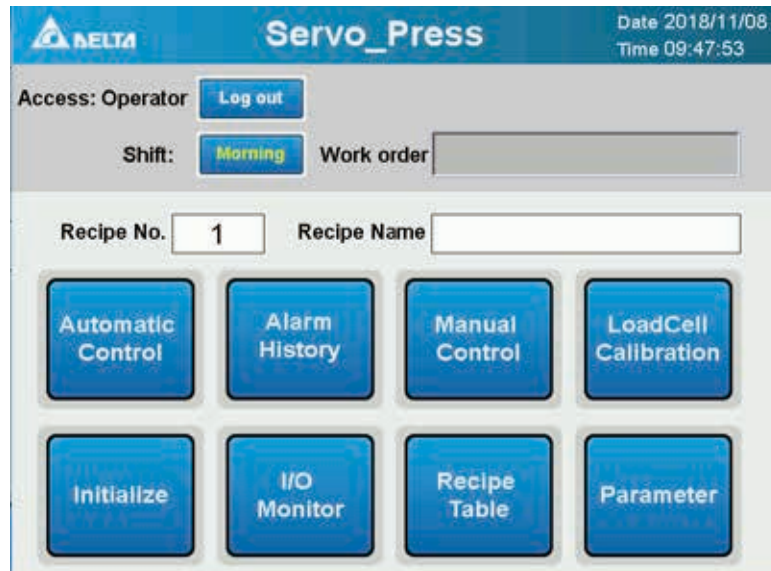 DELTA
Servo_Press
Date 2018/11/08
Time 09:47:53
Access: Operator
Log out
Shift:
Morning
Work order
Recipe No.
1
Recipe Name
Automatic
Control
Alarm
History
Manual
Control
LoadCell
Calibration
Initialize
I/O
Monitor
Recipe
Table
Parameter